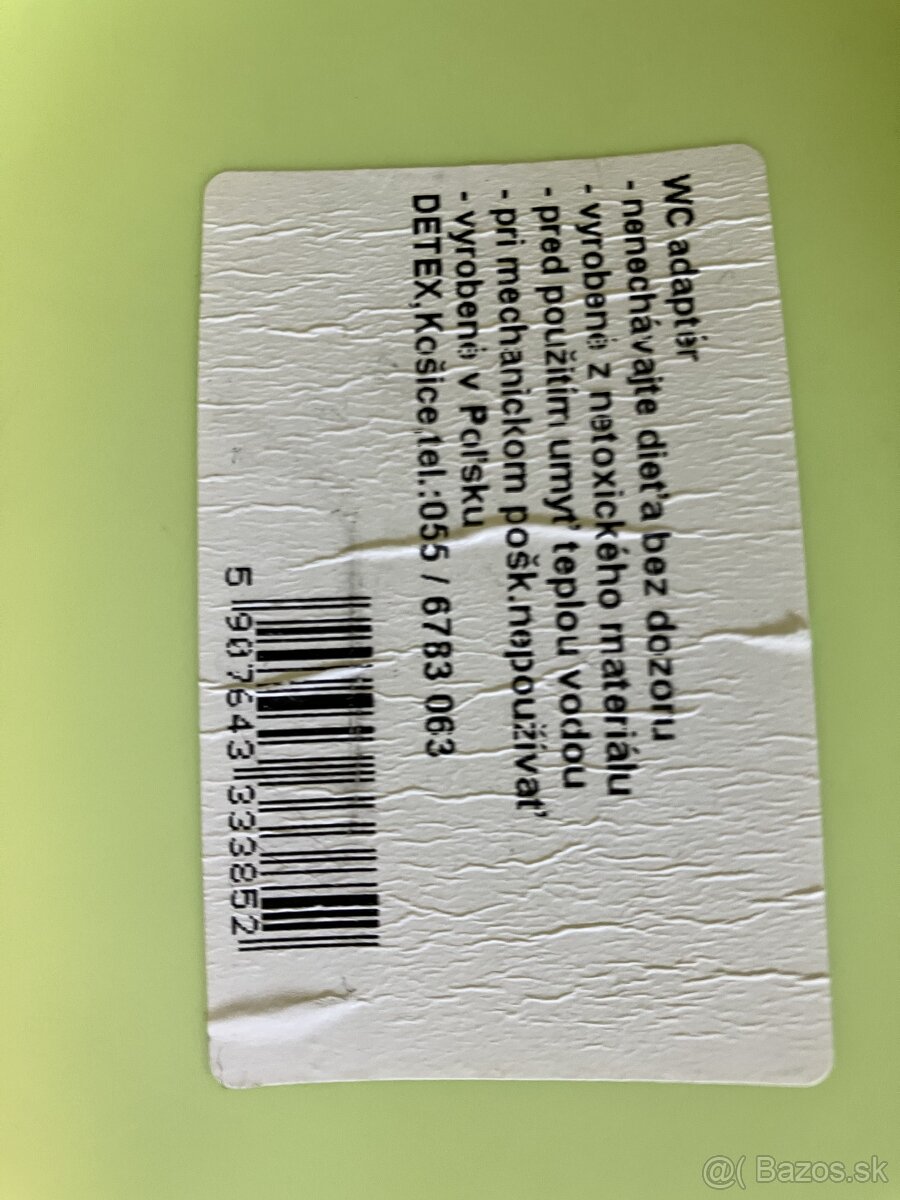 WC adaptér
- nenechávajte dieťa bez dozoru
- vyrobené z netoxického materiálu
- pred použitím umyť teplou vodou
- pri mechanickom pošk.nepoužívať
- vyrobené v Poľsku
DETEX,Košice,tel.:055 / 6783 063
5 907643 333852
@( Bazos.sk